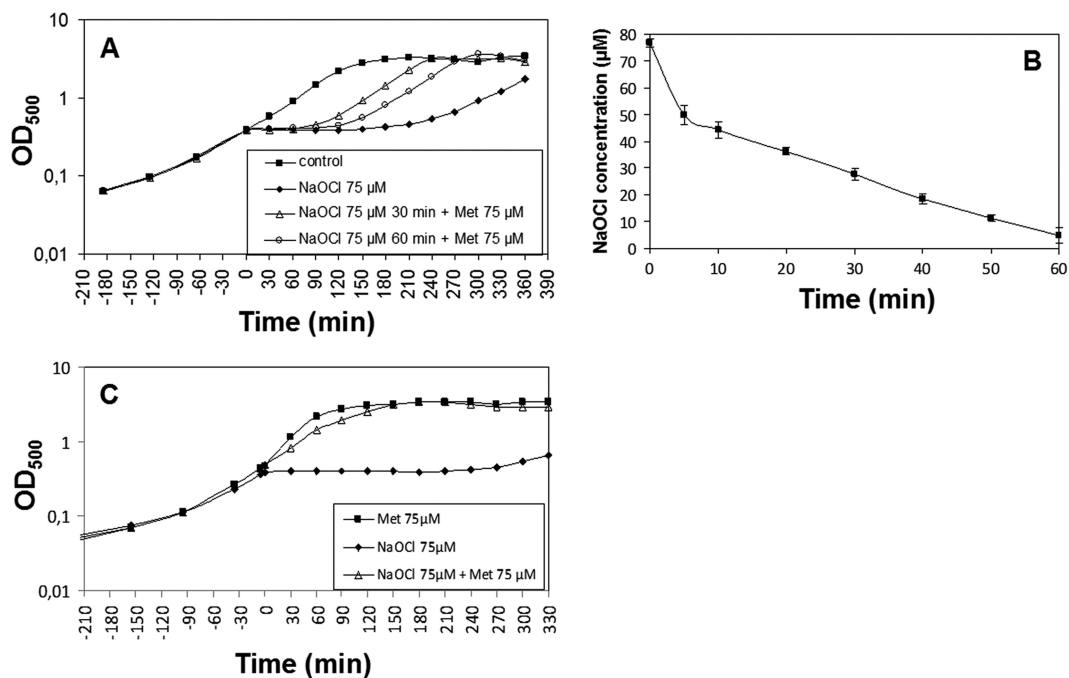 A
OD500
10
1
0,1
0,01
-210 -180 -150 -120 -90 -60 -30 0 30 60 90 120 150 180 210 240 270 300 330 360 390
Time (min)
control
NaOCl 75 µM
NaOCl 75 µM 30 min + Met 75 µM
NaOCl 75 µM 60 min + Met 75 µM
B
NaOCl concentration (µM)
80
70
60
50
40
30
20
10
0
0 10 20 30 40 50 60
Time (min)
C
OD500
10
1
0,1
0,01
-210 -180 -150 -120 -90 -60 -30 0 30 60 90 120 150 180 210 240 270 300 330
Time (min)
Met 75µM
NaOCl 75µM
NaOCl 75µM + Met 75 µM